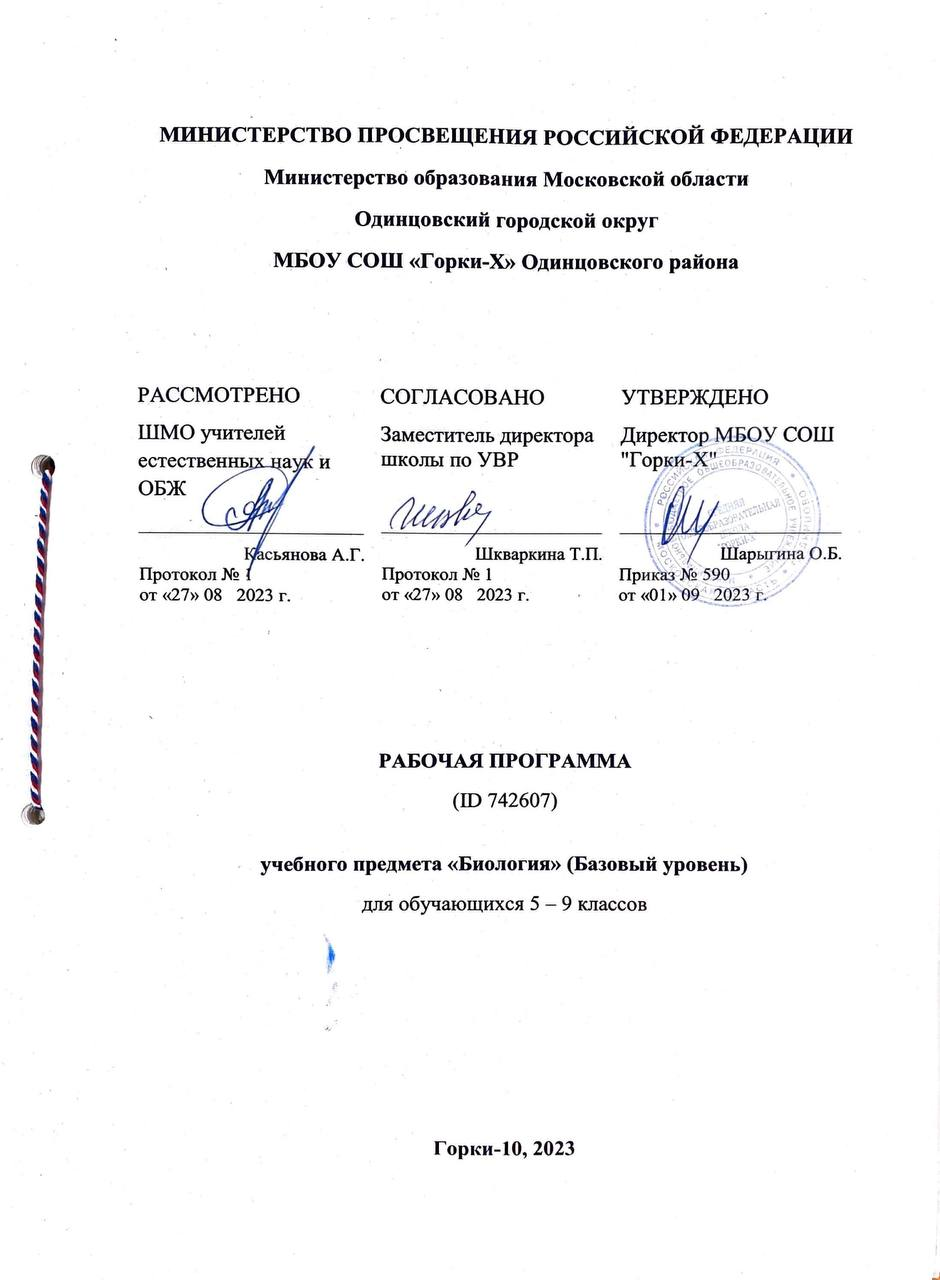 МИНИСТЕРСТВО ПРОСВЕЩЕНИЯ РОССИЙСКОЙ ФЕДЕРАЦИИ
Министерство образования Московской области
Одинцовский городской округ
МБОУ СОШ «Горки-X» Одинцовского района
РАССМОТРЕНО
ШМО учителей
естественных наук и
ОБЖ
Касьянова А.Г.
Протокол № 1
от «27» 08 2023 г.
СОГЛАСОВАНО
Заместитель директора
школы по УВР
Шкваркина Т.П.
Протокол № 1
от «27» 08 2023 г.
УТВЕРЖДЕНО
Директор МБОУ СОШ
"Горки-X"
Шарыгина О.Б.
Приказ № 590
от «01» 09 2023 г.
РАБОЧАЯ ПРОГРАММА
(ID 742607)
учебного предмета «Биология» (Базовый уровень)
для обучающихся 5 – 9 классов
Горки-10, 2023